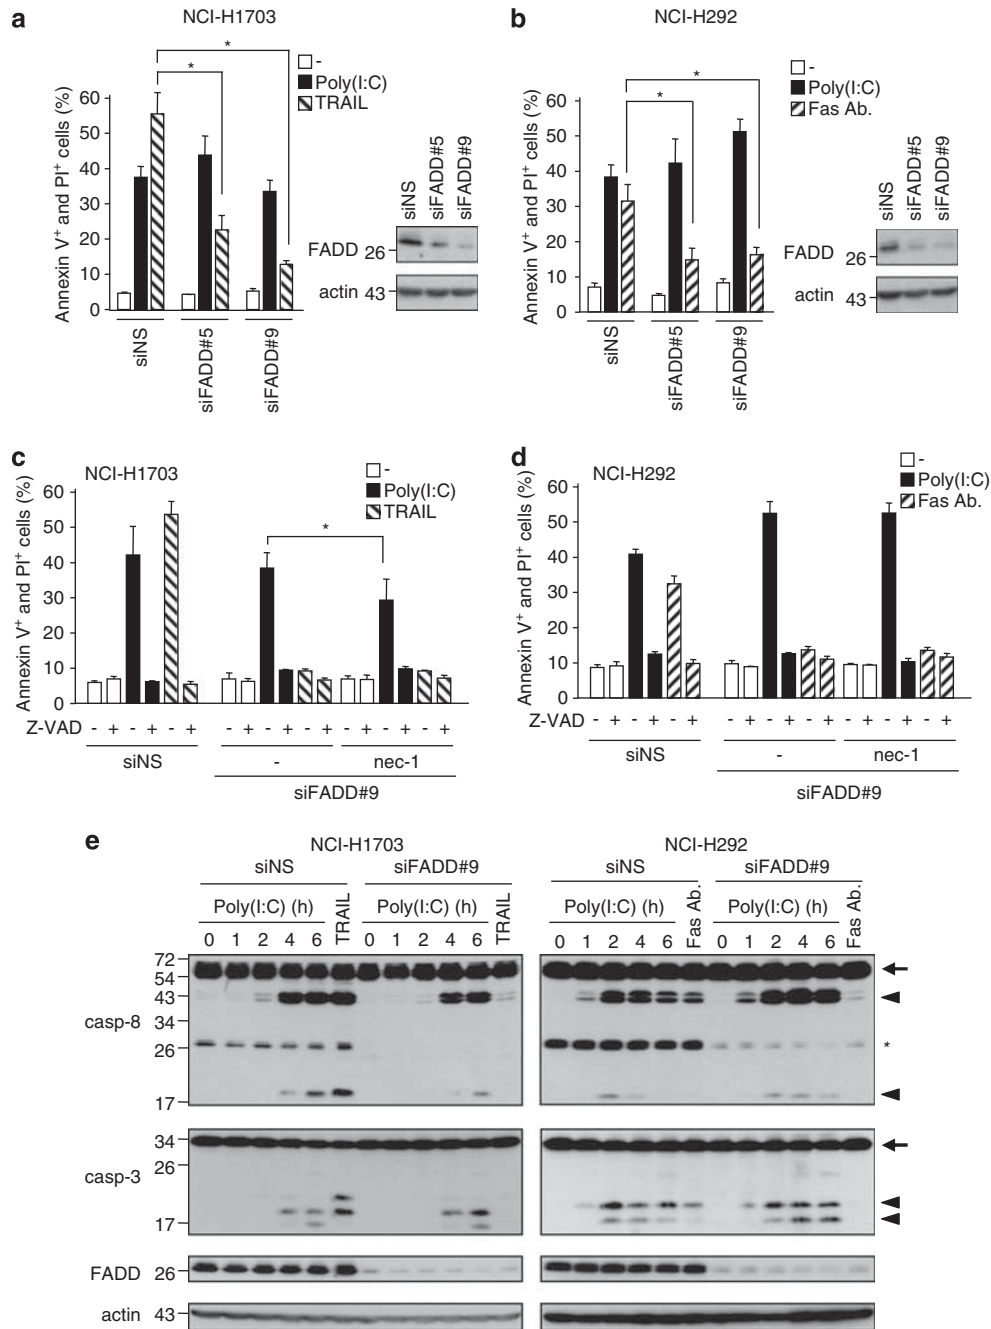 a
NCI-H1703
*
*
-
Poly(I:C)
TRAIL
Annexin V+ and PI+ cells (%)
60
50
40
30
20
10
0
siNS
siFADD#5
siFADD#9
siNS
siFADD#5
siFADD#9
FADD 26
actin 43
b
NCI-H292
*
*
-
Poly(I:C)
Fas Ab.
Annexin V+ and PI+ cells (%)
60
50
40
30
20
10
0
siNS
siFADD#5
siFADD#9
siNS
siFADD#5
siFADD#9
FADD 26
actin 43
c
NCI-H1703
-
Poly(I:C)
TRAIL
*
Annexin V+ and PI+ cells (%)
60
50
40
30
20
10
0
Z-VAD - + - + - + - + - + - + - + - + - +
siNS - nec-1
siFADD#9
d
NCI-H292
-
Poly(I:C)
Fas Ab.
Annexin V+ and PI+ cells (%)
60
50
40
30
20
10
0
Z-VAD - + - + - + - + - + - + - + - + - +
siNS - nec-1
siFADD#9
e
NCI-H1703 NCI-H292
siNS siFADD#9 siNS siFADD#9
Poly(I:C) (h) TRAIL Poly(I:C) (h) TRAIL Poly(I:C) (h) Fas Ab. Poly(I:C) (h) Fas Ab.
0 1 2 4 6 0 1 2 4 6 0 1 2 4 6 0 1 2 4 6
casp-8
72
54
43
34
26
17
*
casp-3
34
26
17
FADD 26
actin 43